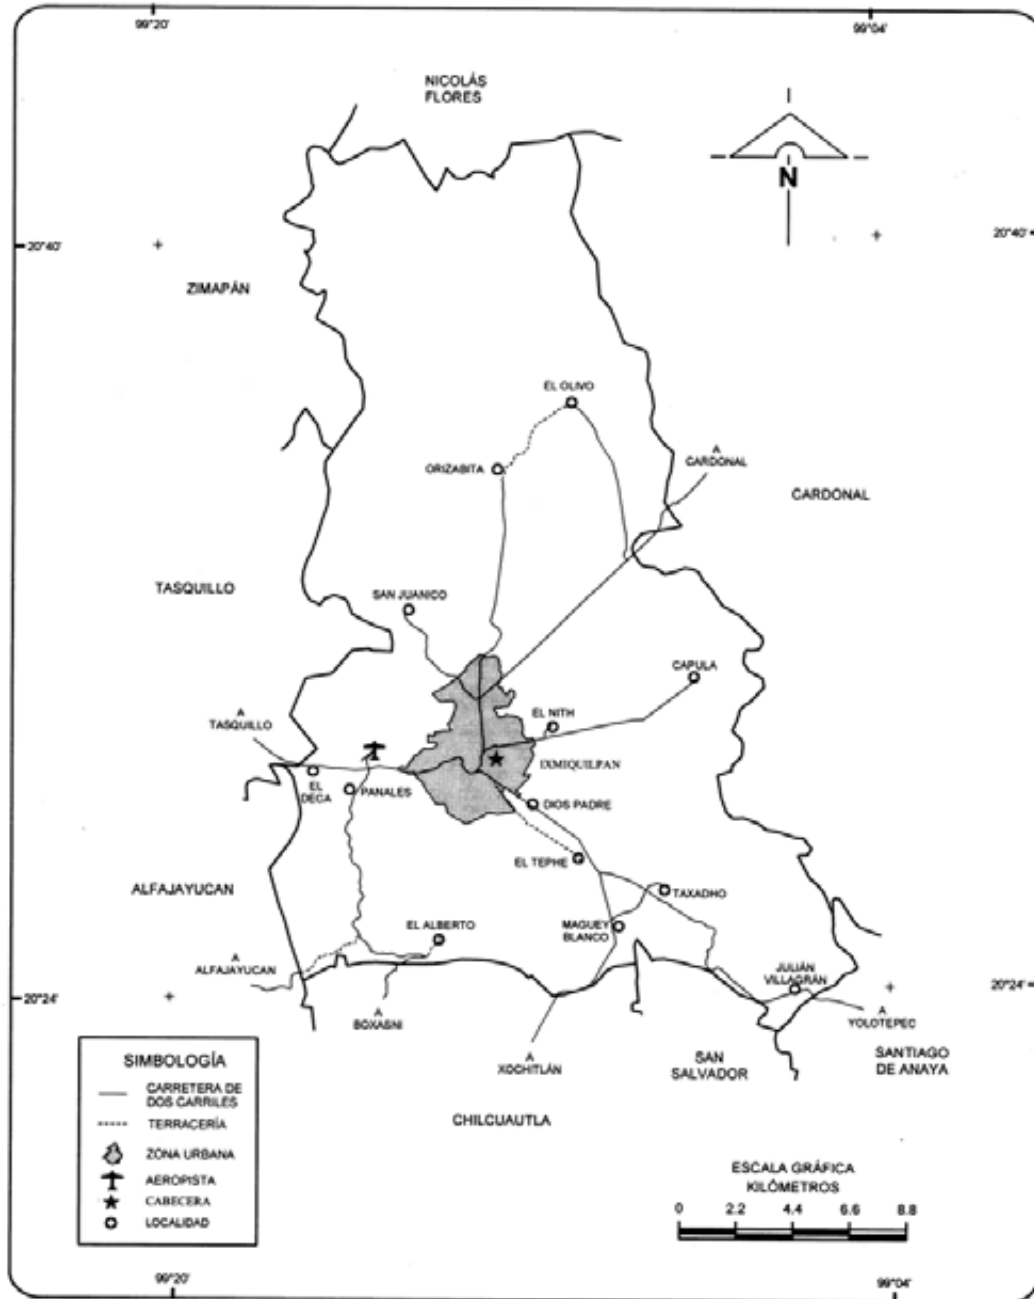 99°20'
99°04'
NICOLÁS
FLORES
N
20°40'
20°40'
ZIMAPÁN
EL OLIVO
ORIZABITA
A
CARDONAL
CARDONAL
TASQUILLO
SAN JUANICO
CAPULA
A
TASQUILLO
EL NITH
IXMIQUILPAN
EL
DECA
PANALES
DIOS PADRE
EL TEPHE
ALFAJAYUCAN
TAXADHO
EL ALBERTO
MAGUEY
BLANCO
A
ALFAJAYUCAN
JULIÁN
VILLAGRÁN
20°24'
20°24'
A
BOXASNI
A
YOLOTEPEC
A
XOCHITLÁN
SAN
SALVADOR
SANTIAGO
DE ANAYA
CHILCUAUTLA
SIMBOLOGÍA
CARRETERA DE
DOS CARRILES
TERRACERÍA
ZONA URBANA
AEROPISTA
CABECERA
LOCALIDAD
ESCALA GRÁFICA
KILÓMETROS
0 2.2 4.4 6.6 8.8
99°20'
99°04'